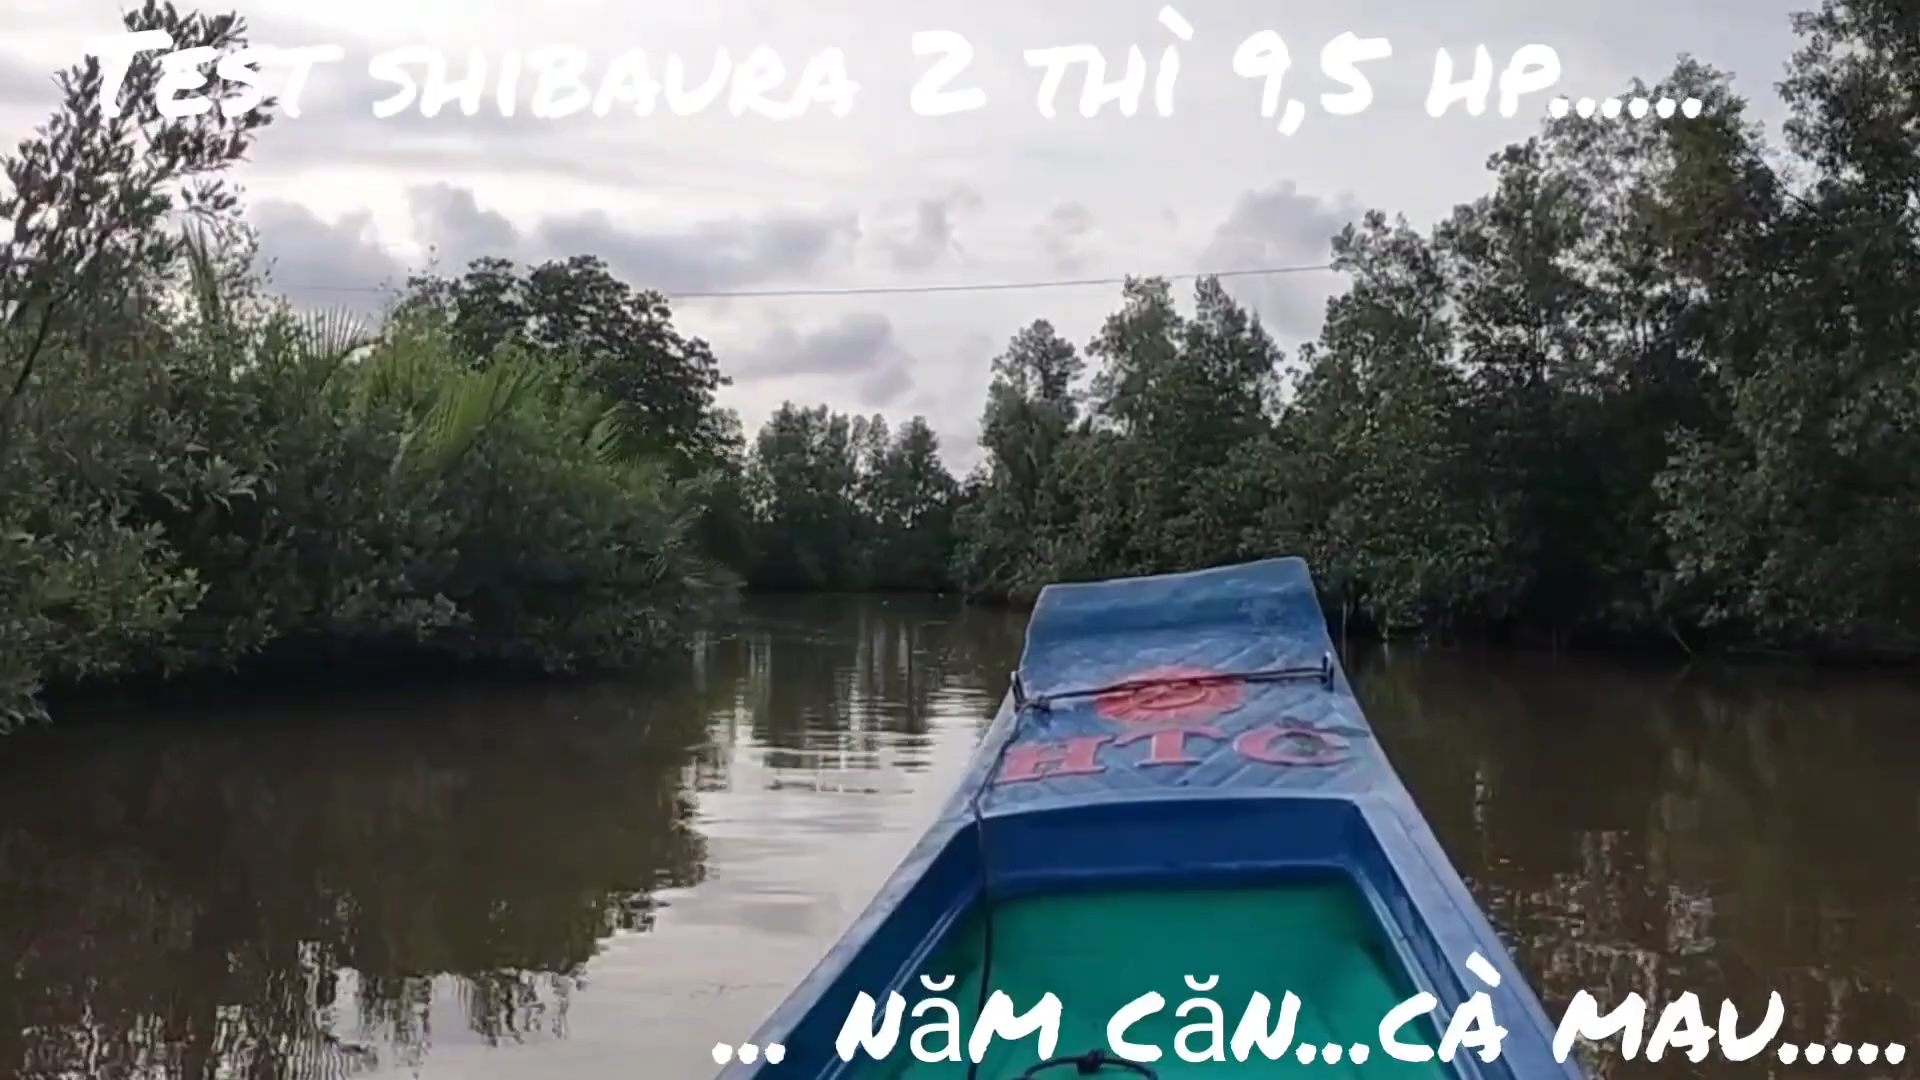 Test shibaura 2 thì 9,5 hp......
HTC
... năm căn...cà mau.....